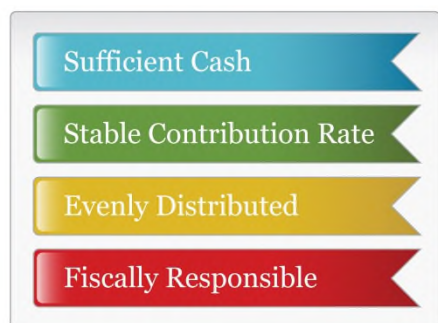 Sufficient Cash
Stable Contribution Rate
Evenly Distributed
Fiscally Responsible